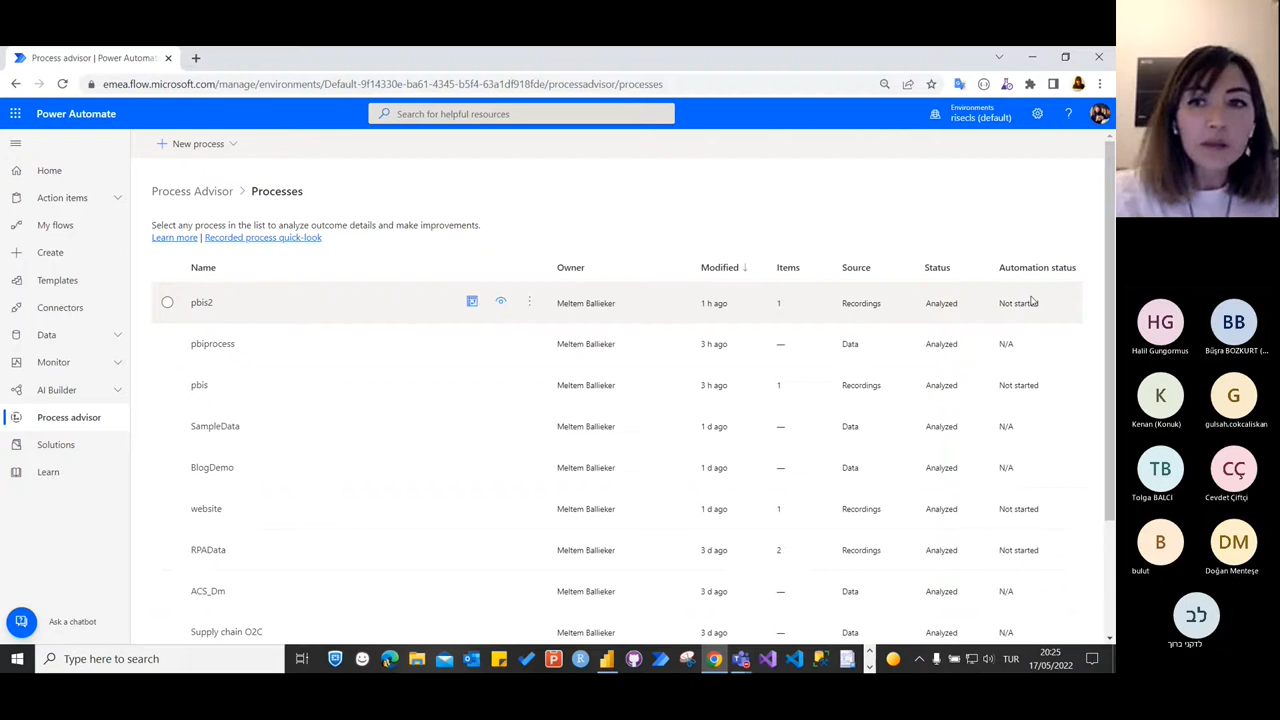 Process advisor | Power Automat
emea.flow.microsoft.com/manage/environments/Default-9f14330e-ba61-4345-b5f4-63a1df918fde/processadvisor/processes
Power Automate
Search for helpful resources
Environments
risecls (default)
New process
Home
Action items
My flows
Create
Templates
Connectors
Data
Monitor
AI Builder
Process advisor
Solutions
Learn
Ask a chatbot
Process Advisor > Processes
Select any process in the list to analyze outcome details and make improvements.
Learn more | Recorded process quick-look
Name Owner Modified ↓ Items Source Status Automation status
pbis2 Meltem Ballieker 1 h ago 1 Recordings Analyzed Not started
pbiprocess Meltem Ballieker 3 h ago — Data Analyzed N/A
pbis Meltem Ballieker 3 h ago 1 Recordings Analyzed Not started
SampleData Meltem Ballieker 1 d ago — Data Analyzed N/A
BlogDemo Meltem Ballieker 1 d ago — Data Analyzed N/A
website Meltem Ballieker 1 d ago 1 Recordings Analyzed Not started
RPAData Meltem Ballieker 3 d ago 2 Recordings Analyzed Not started
ACS_Dm Meltem Ballieker 3 d ago — Data Analyzed N/A
Supply chain O2C Meltem Ballieker 3 d ago — Data Analyzed N/A
Type here to search
TUR
20:25
17/05/2022
HG
Halil Gungormus
BB
Büşra BOZKURT (...
K
Kenan (Konuk)
G
gulsah.cokcaliskan
TB
Tolga BALCI
CÇ
Cevdet Çiftçi
B
bulut
DM
Doğan Menteşe
לב
לדקני ברוך